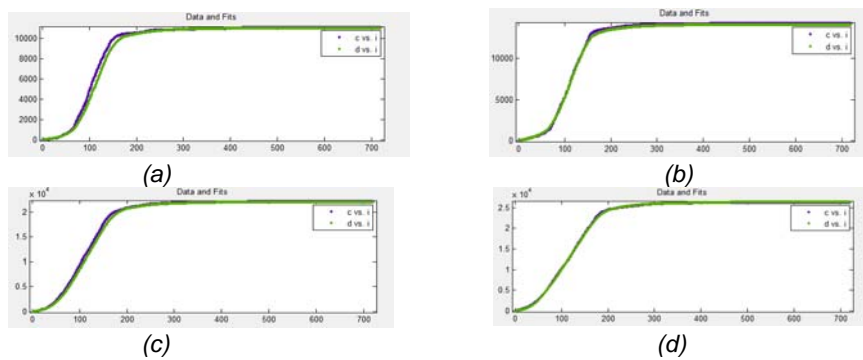 Data and Fits
10000
8000
6000
4000
2000
0
0 100 200 300 400 500 600 700
c vs. i
d vs. i
(a)
Data and Fits
10000
5000
0
0 100 200 300 400 500 600 700
c vs. i
d vs. i
(b)
Data and Fits
x 10^4
2
1.5
1
0.5
0
0 100 200 300 400 500 600 700
c vs. i
d vs. i
(c)
Data and Fits
x 10^4
2.5
2
1.5
1
0.5
0
0 100 200 300 400 500 600 700
c vs. i
d vs. i
(d)